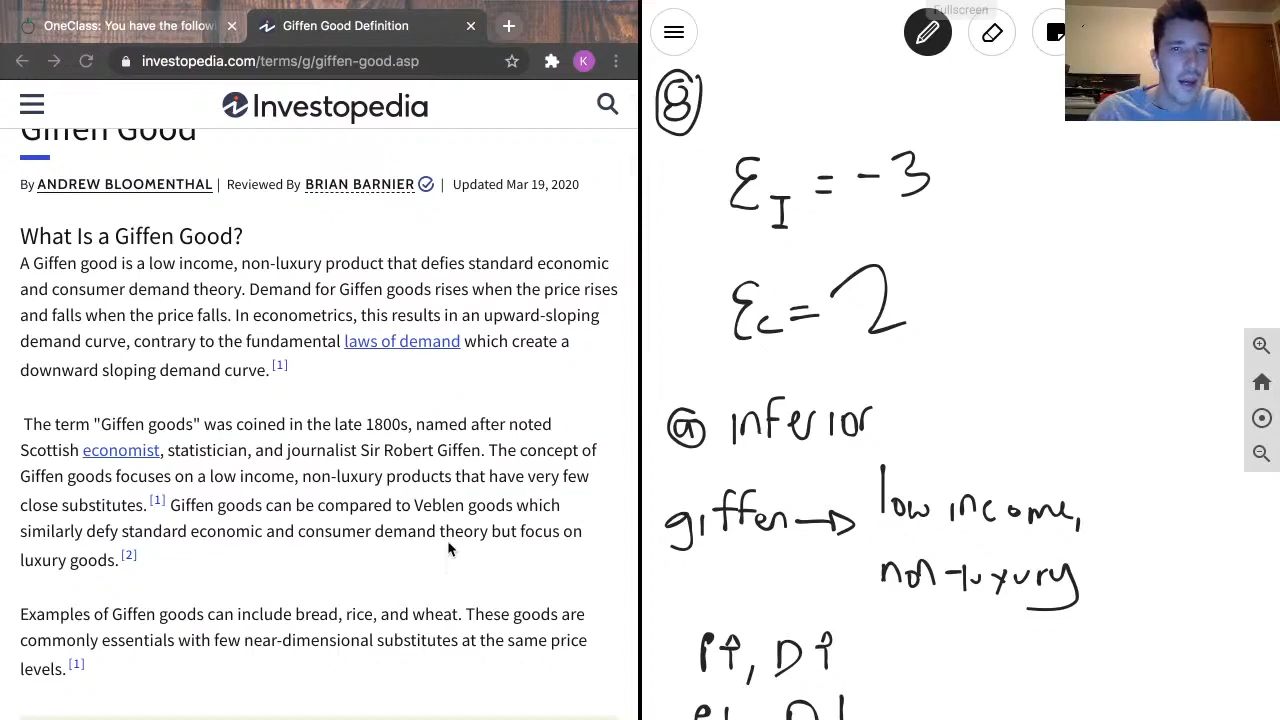 OneClass: You have the follow
Giffen Good Definition
investopedia.com/terms/g/giffen-good.asp
K
Investopedia
Giffen Good
By ANDREW BLOOMENTHAL | Reviewed By BRIAN BARNIER | Updated Mar 19, 2020
What Is a Giffen Good?
A Giffen good is a low income, non-luxury product that defies standard economic
and consumer demand theory. Demand for Giffen goods rises when the price rises
and falls when the price falls. In econometrics, this results in an upward-sloping
demand curve, contrary to the fundamental laws of demand which create a
downward sloping demand curve. [1]
The term "Giffen goods" was coined in the late 1800s, named after noted
Scottish economist, statistician, and journalist Sir Robert Giffen. The concept of
Giffen goods focuses on a low income, non-luxury products that have very few
close substitutes. [1] Giffen goods can be compared to Veblen goods which
similarly defy standard economic and consumer demand theory but focus on
luxury goods. [2]
Examples of Giffen goods can include bread, rice, and wheat. These goods are
commonly essentials with few near-dimensional substitutes at the same price
levels. [1]
Fullscreen
8
ε_I = -3
ε_c = 2
a inferior
giffen → low income,
non-luxury
P↑, D↑
P↓, D↓